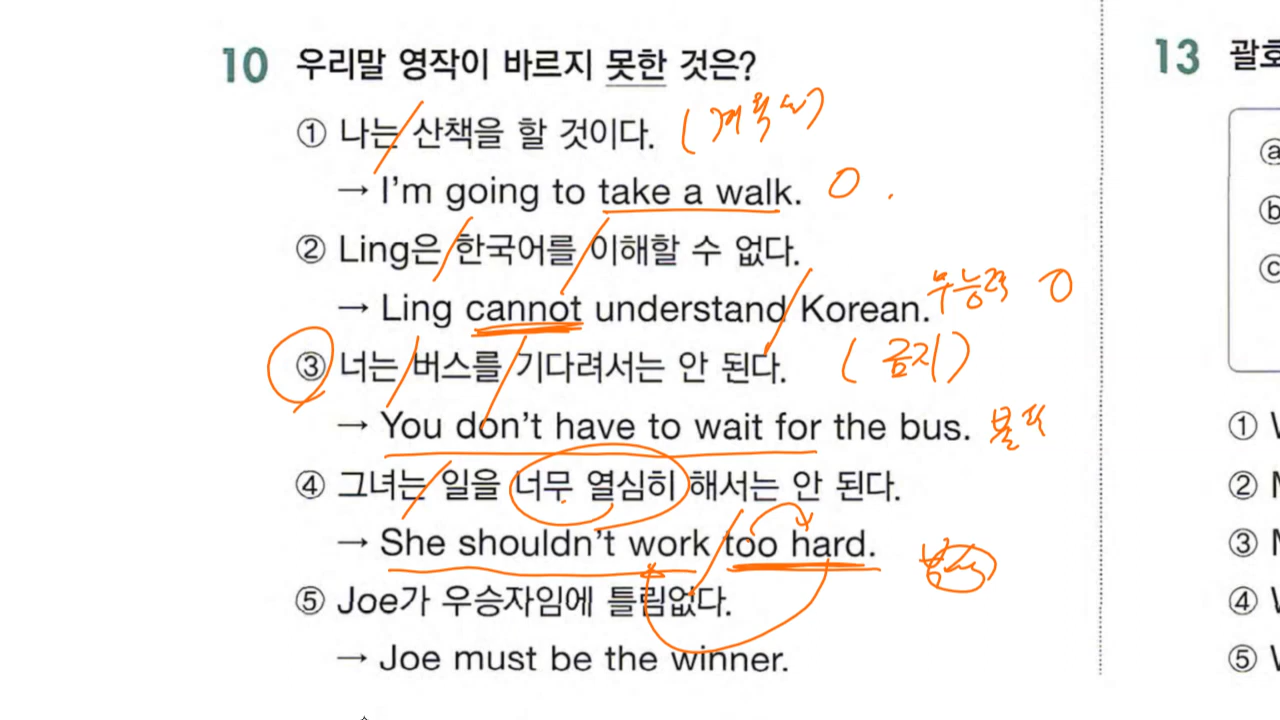 10 우리말 영작이 바르지 못한 것은?
① 나는 산책을 할 것이다. (계획 o)
→ I'm going to take a walk. O.
② Ling은 한국어를 이해할 수 없다.
→ Ling cannot understand Korean. 부능력 O
③ 너는 버스를 기다려서는 안 된다. (금지)
→ You don't have to wait for the bus.
④ 그녀는 일을 너무 열심히 해서는 안 된다.
→ She shouldn't work too hard.
⑤ Joe가 우승자임에 틀림없다.
→ Joe must be the winner.
13 괄호
ⓐ
ⓑ
ⓒ
①
②
③
④
⑤